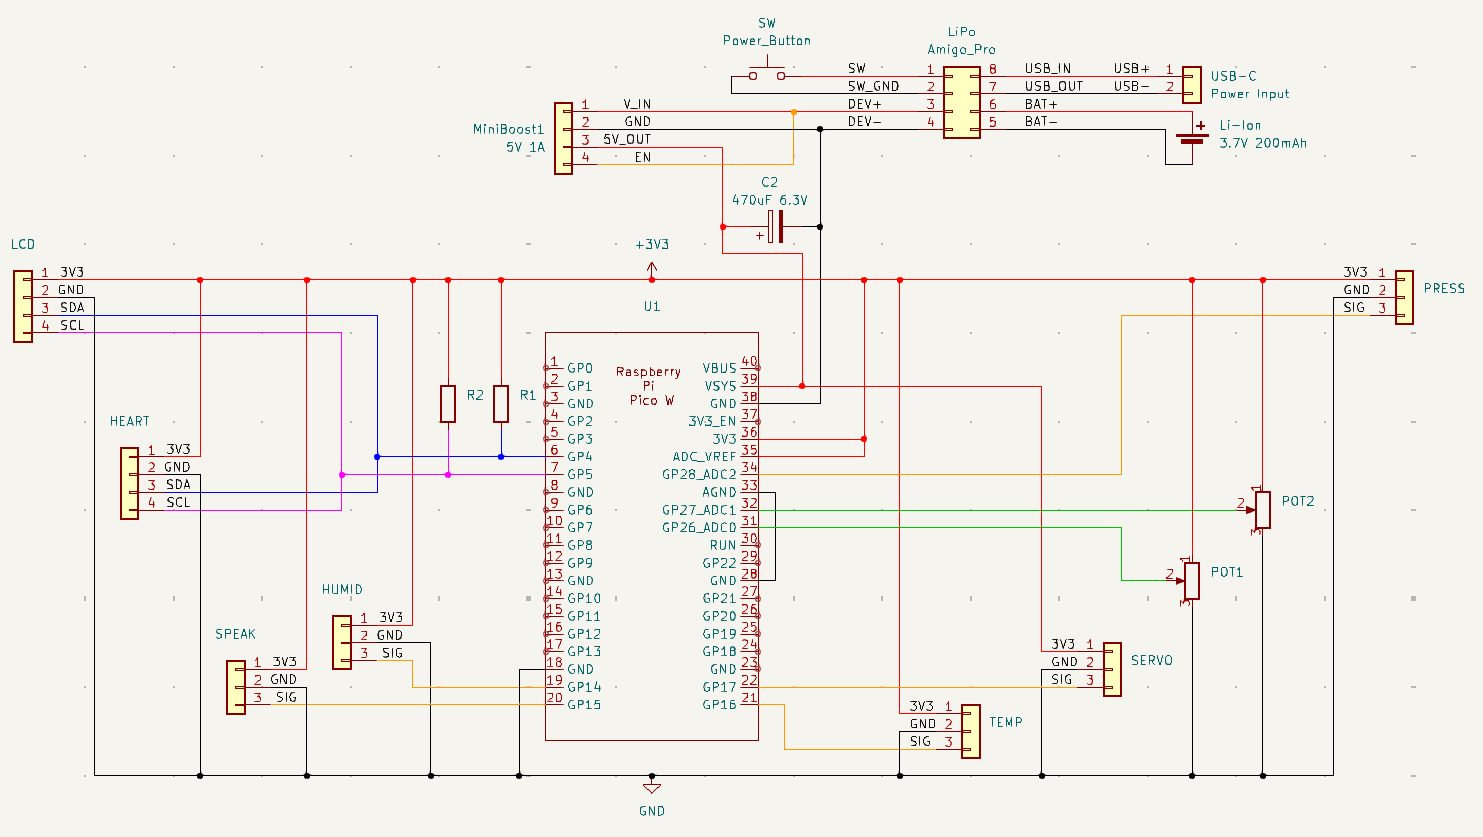 SW
Power_Button
LiPo
Amigo_Pro
SW 1 8 USB_IN USB+ 1
SW_GND 2 7 USB_OUT USB- 2
DEV+ 3 6 BAT+
DEV- 4 5 BAT-
USB-C
Power Input
+ Li-Ion
3.7V 200mAh
MiniBoost1
5V 1A
1 V_IN
2 GND
3 5V_OUT
4 EN
C2
470uF 6.3V
+
LCD
1 3V3
2 GND
3 SDA
4 SCL
+3V3
U1
3V3 1
GND 2
SIG 3
PRESS
HEART
1 3V3
2 GND
3 SDA
4 SCL
R2
R1
Raspberry
Pi
Pico W
1 GP0 VBUS 40
2 GP1 VSYS 39
3 GND GND 38
4 GP2 3V3_EN 37
5 GP3 3V3 36
6 GP4 ADC_VREF 35
7 GP5 GP28_ADC2 34
8 GND AGND 33
9 GP6 GP27_ADC1 32
10 GP7 GP26_ADC0 31
11 GP8 RUN 30
12 GP9 GP22 29
13 GND GND 28
14 GP10 GP21 27
15 GP11 GP20 26
16 GP12 GP19 25
17 GP13 GP18 24
18 GND GND 23
19 GP14 GP17 22
20 GP15 GP16 21
1
2
3
POT2
1
2
3
POT1
HUMID
1 3V3
2 GND
3 SIG
SPEAK
1 3V3
2 GND
3 SIG
3V3 1
GND 2
SIG 3
SERVO
3V3 1
GND 2
SIG 3
TEMP
GND